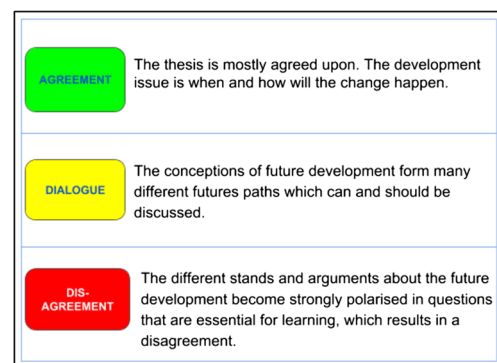 AGREEMENT
The thesis is mostly agreed upon. The development
issue is when and how will the change happen.
DIALOGUE
The conceptions of future development form many
different futures paths which can and should be
discussed.
DIS-
AGREEMENT
The different stands and arguments about the future
development become strongly polarised in questions
that are essential for learning, which results in a
disagreement.